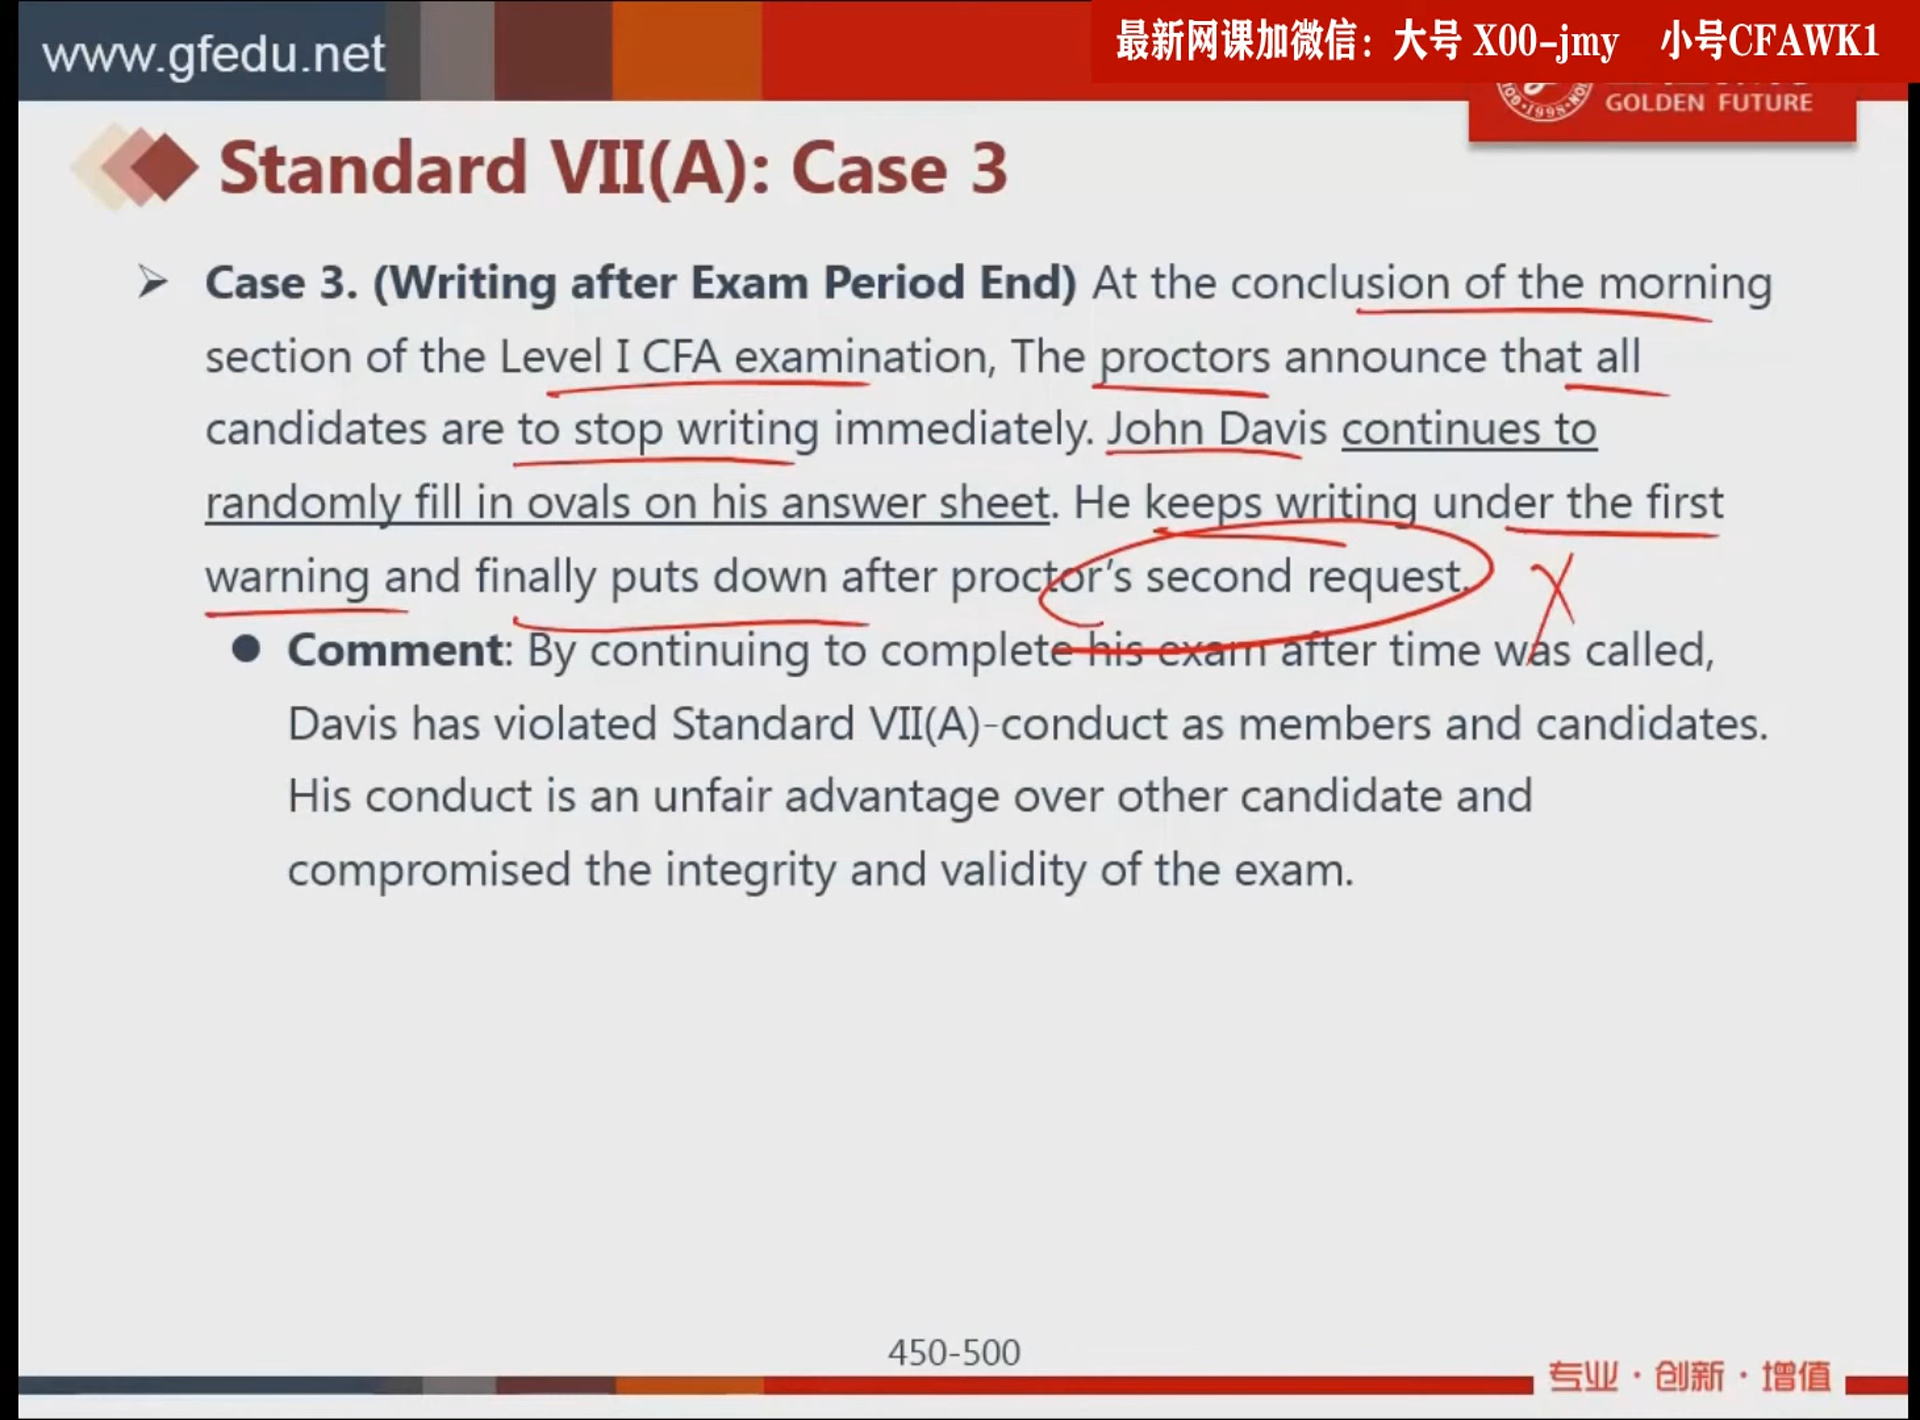 www.gfedu.net
最新网课加微信：大号 X00-jmy 小号CFAWK1
1998
GOLDEN FUTURE
Standard VII(A): Case 3
➢ Case 3. (Writing after Exam Period End) At the conclusion of the morning
section of the Level I CFA examination, The proctors announce that all
candidates are to stop writing immediately. John Davis continues to
randomly fill in ovals on his answer sheet. He keeps writing under the first
warning and finally puts down after proctor's second request.
X
● Comment: By continuing to complete his exam after time was called,
Davis has violated Standard VII(A)-conduct as members and candidates.
His conduct is an unfair advantage over other candidate and
compromised the integrity and validity of the exam.
450-500
专业·创新·增值